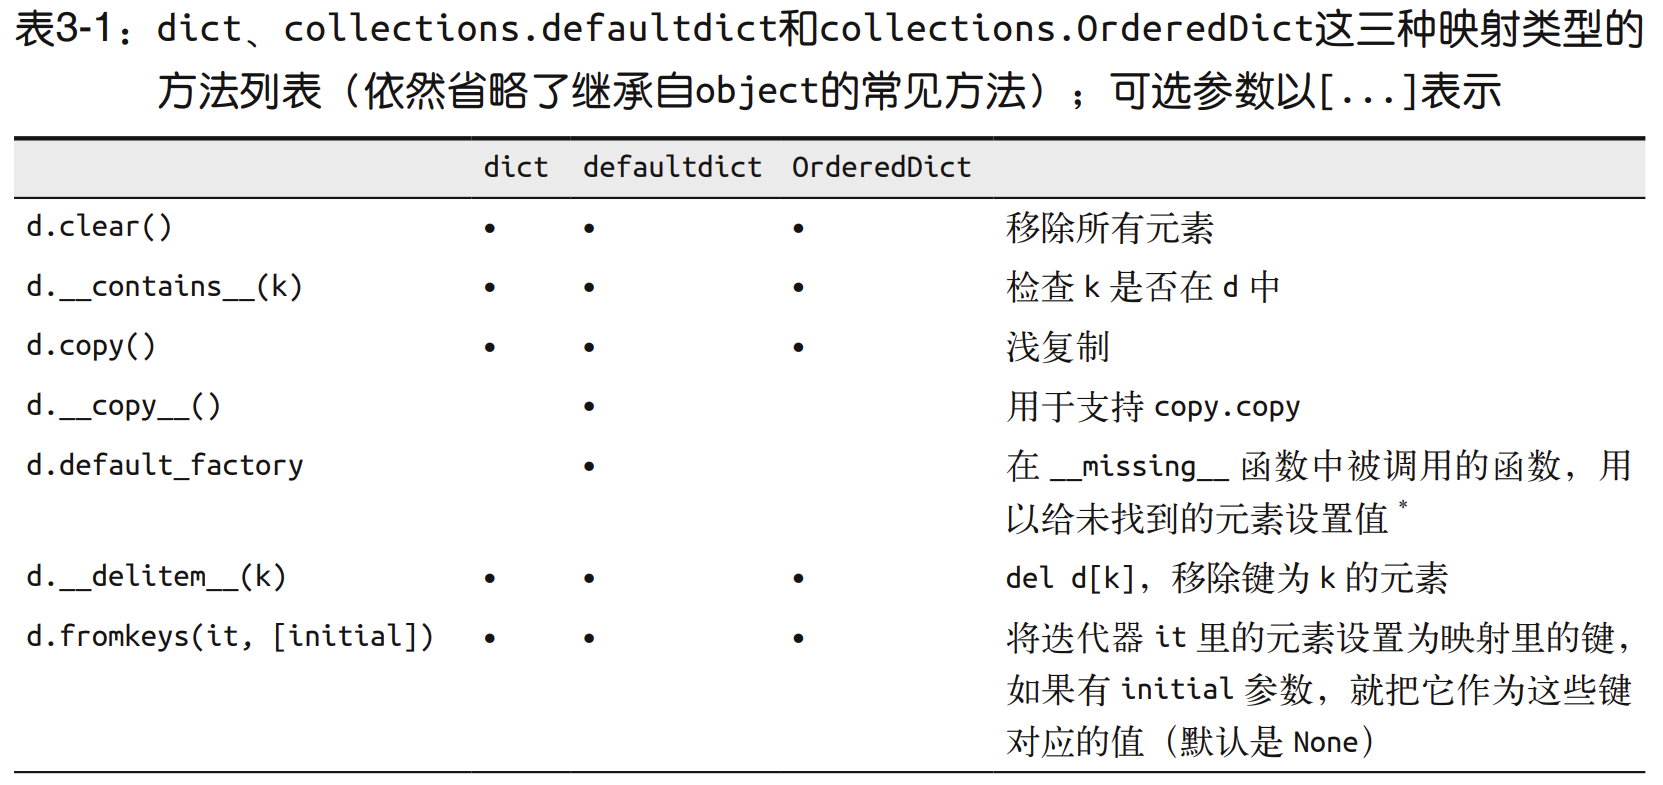 表3-1：dict、collections.defaultdict和collections.OrderedDict这三种映射类型的
方法列表（依然省略了继承自object的常见方法）；可选参数以[...]表示
dict defaultdict OrderedDict
d.clear() • • • 移除所有元素
d.__contains__(k) • • • 检查 k 是否在 d 中
d.copy() • • • 浅复制
d.__copy__() • 用于支持 copy.copy
d.default_factory • 在 __missing__ 函数中被调用的函数，用
以给未找到的元素设置值 *
d.__delitem__(k) • • • del d[k]，移除键为 k 的元素
d.fromkeys(it, [initial]) • • • 将迭代器 it 里的元素设置为映射里的键，
如果有 initial 参数，就把它作为这些键
对应的值（默认是 None）